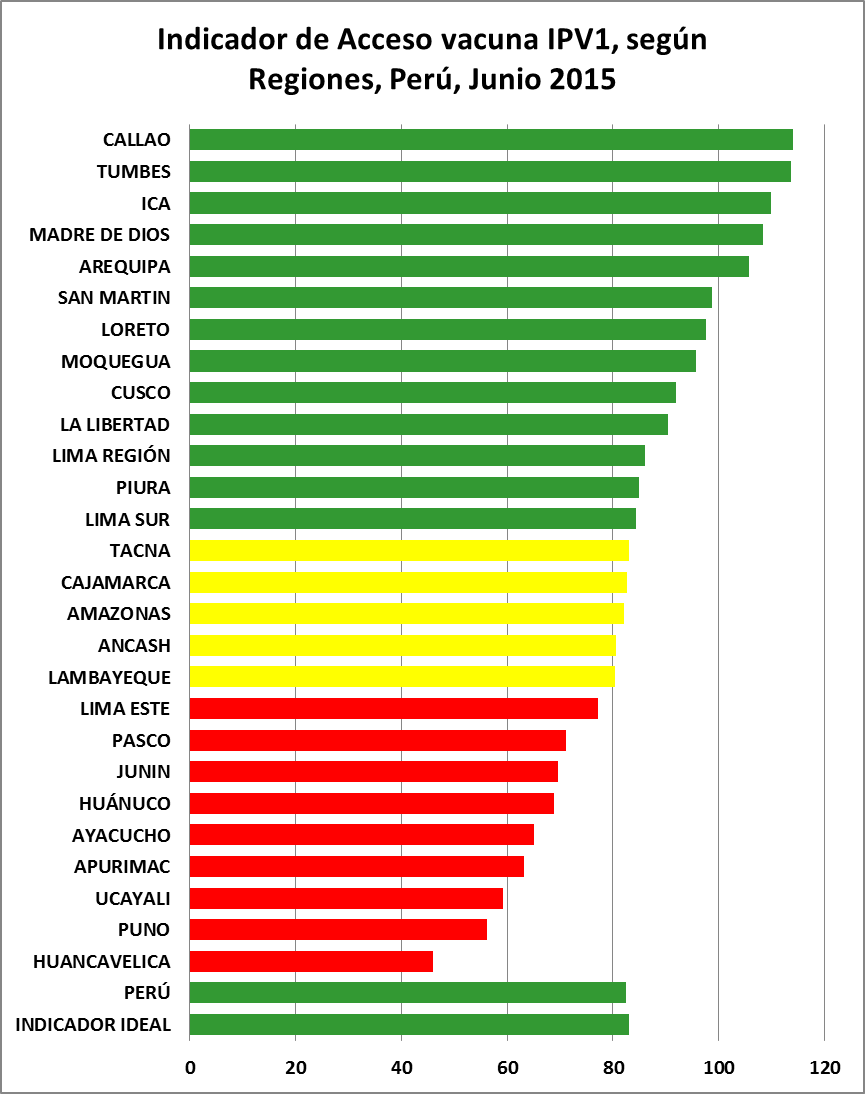 Indicador de Acceso vacuna IPV1, según
Regiones, Perú, Junio 2015
CALLAO
TUMBES
ICA
MADRE DE DIOS
AREQUIPA
SAN MARTIN
LORETO
MOQUEGUA
CUSCO
LA LIBERTAD
LIMA REGIÓN
PIURA
LIMA SUR
TACNA
CAJAMARCA
AMAZONAS
ANCASH
LAMBAYEQUE
LIMA ESTE
PASCO
JUNIN
HUÁNUCO
AYACUCHO
APURIMAC
UCAYALI
PUNO
HUANCAVELICA
PERÚ
INDICADOR IDEAL
0 20 40 60 80 100 120